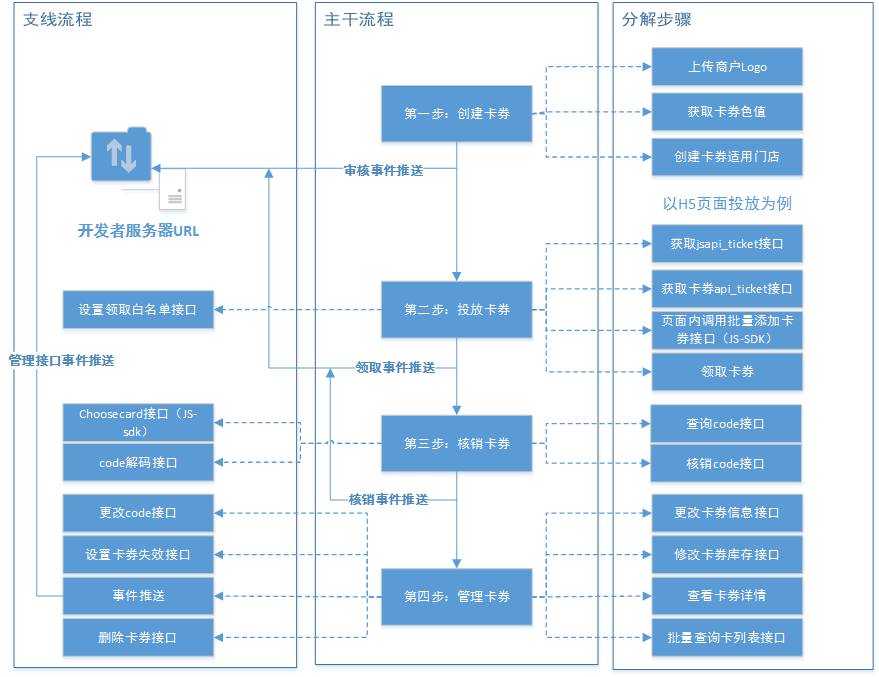 支线流程
开发者服务器URL
设置领取白名单接口
管理接口事件推送
Choosecard接口（JS-
sdk）
code解码接口
更改code接口
设置卡券失效接口
事件推送
删除卡券接口
主干流程
第一步：创建卡券
审核事件推送
第二步：投放卡券
领取事件推送
第三步：核销卡券
核销事件推送
第四步：管理卡券
分解步骤
上传商户Logo
获取卡券色值
创建卡券适用门店
以H5页面投放为例
获取jsapi_ticket接口
获取卡券api_ticket接口
页面内调用批量添加卡
券接口（JS-SDK）
领取卡券
查询code接口
核销code接口
更改卡券信息接口
修改卡券库存接口
查看卡券详情
批量查询卡列表接口